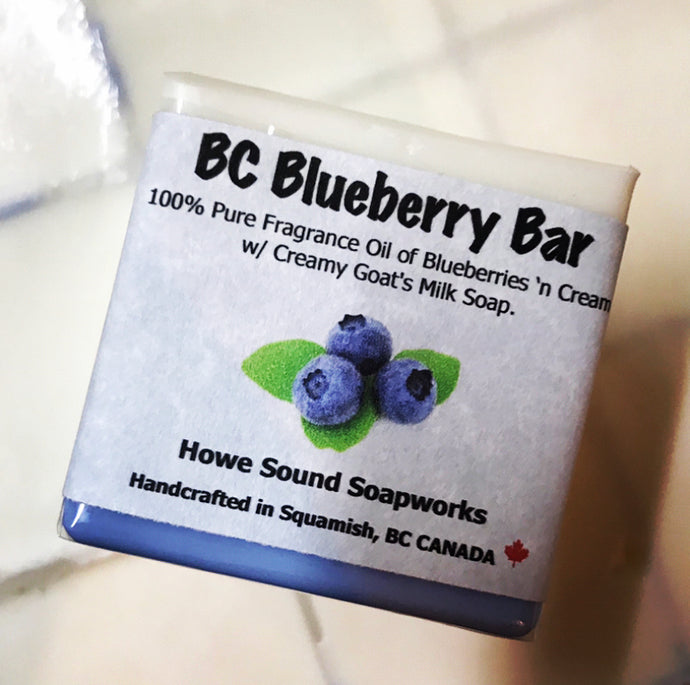 BC Blueberry Bar
100% Pure Fragrance Oil of Blueberries 'n Cream
w/ Creamy Goat's Milk Soap.
Howe Sound Soapworks
Handcrafted in Squamish, BC CANADA